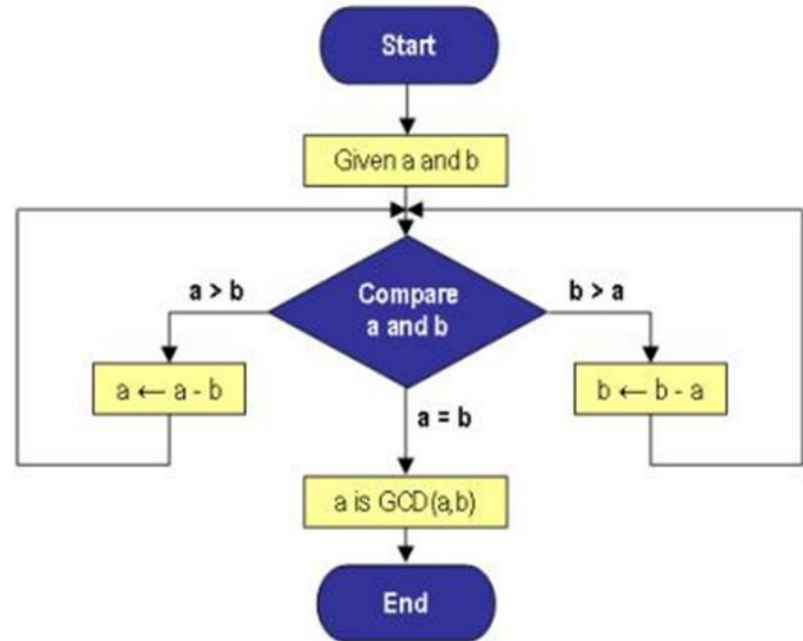 Start
Given a and b
a > b
Compare
a and b
b > a
a ← a - b
b ← b - a
a = b
a is GCD(a,b)
End